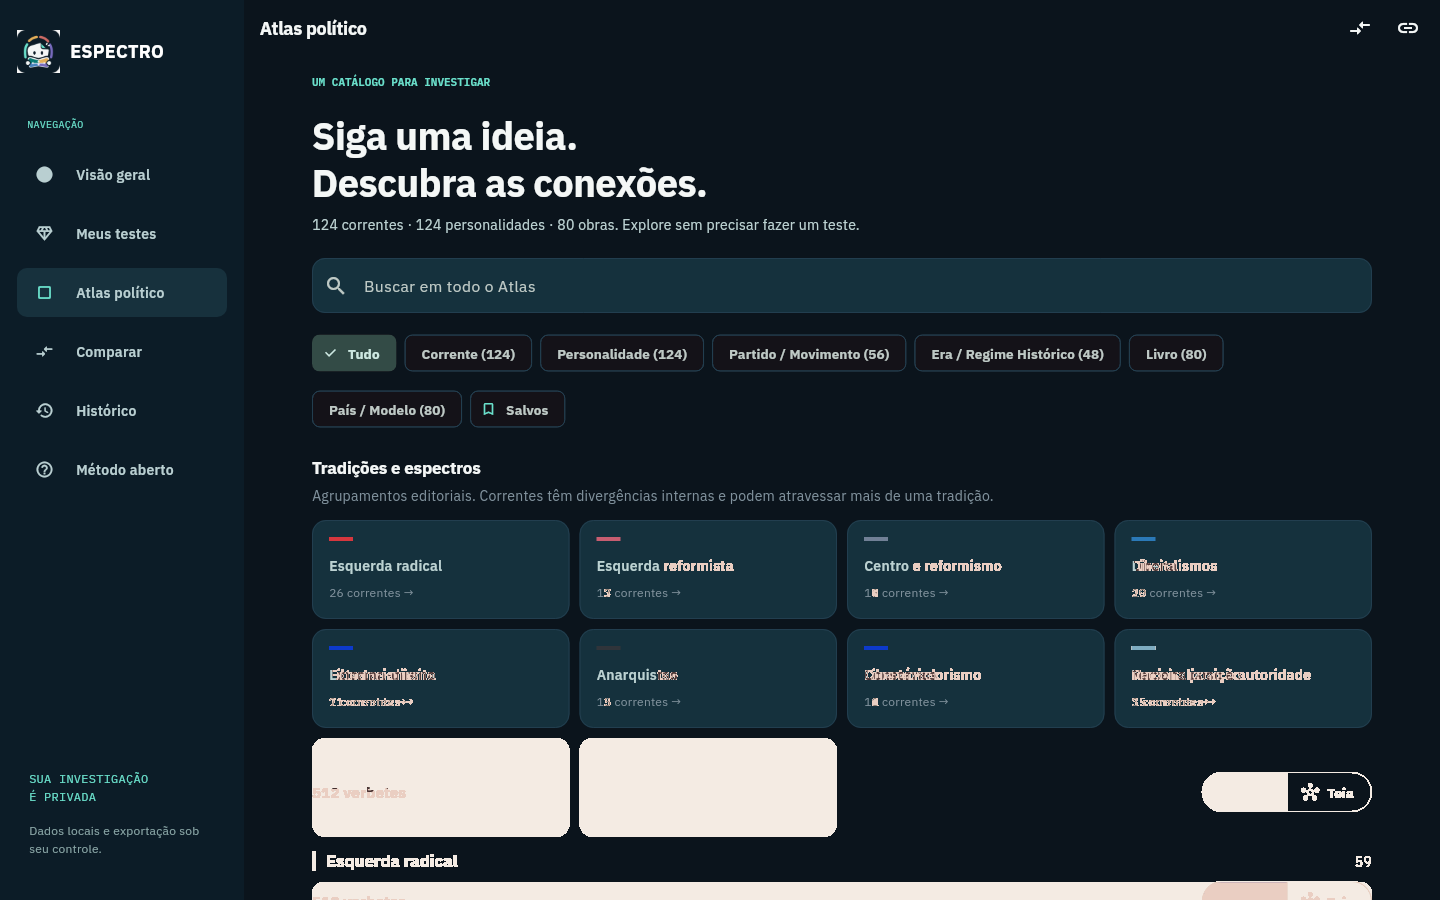 ESPECTRO
NAVEGAÇÃO
Visão geral
Meus testes
Atlas político
Comparar
Histórico
Método aberto
SUA INVESTIGAÇÃO
É PRIVADA
Dados locais e exportação sob
seu controle.
Atlas político
UM CATÁLOGO PARA INVESTIGAR
Siga uma ideia.
Descubra as conexões.
124 correntes · 124 personalidades · 80 obras. Explore sem precisar fazer um teste.
Buscar em todo o Atlas
Tudo
Corrente (124)
Personalidade (124)
Partido / Movimento (56)
Era / Regime Histórico (48)
Livro (80)
País / Modelo (80)
Salvos
Tradições e espectros
Agrupamentos editoriais. Correntes têm divergências internas e podem atravessar mais de uma tradição.
Esquerda radical
26 correntes →
Esquerda reformista
correntes →
Centro e reformismo
correntes →
correntes →
correntes →
correntes →
512 verbetes
Teia
Esquerda radical
59